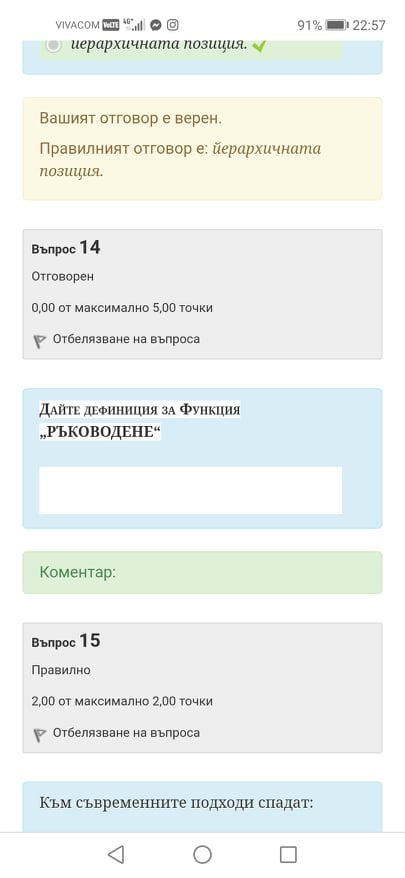 VIVACOM VoLTE 4G+ 91% 22:57
йерархичната позиция.
Вашият отговор е верен.
Правилният отговор е: йерархичната
позиция.
Въпрос 14
Отговорен
0,00 от максимално 5,00 точки
Отбелязване на въпроса
Дайте дефиниция за Функция
„РЪКОВОДЕНЕ“
Коментар:
Въпрос 15
Правилно
2,00 от максимално 2,00 точки
Отбелязване на въпроса
Към съвременните подходи спадат: